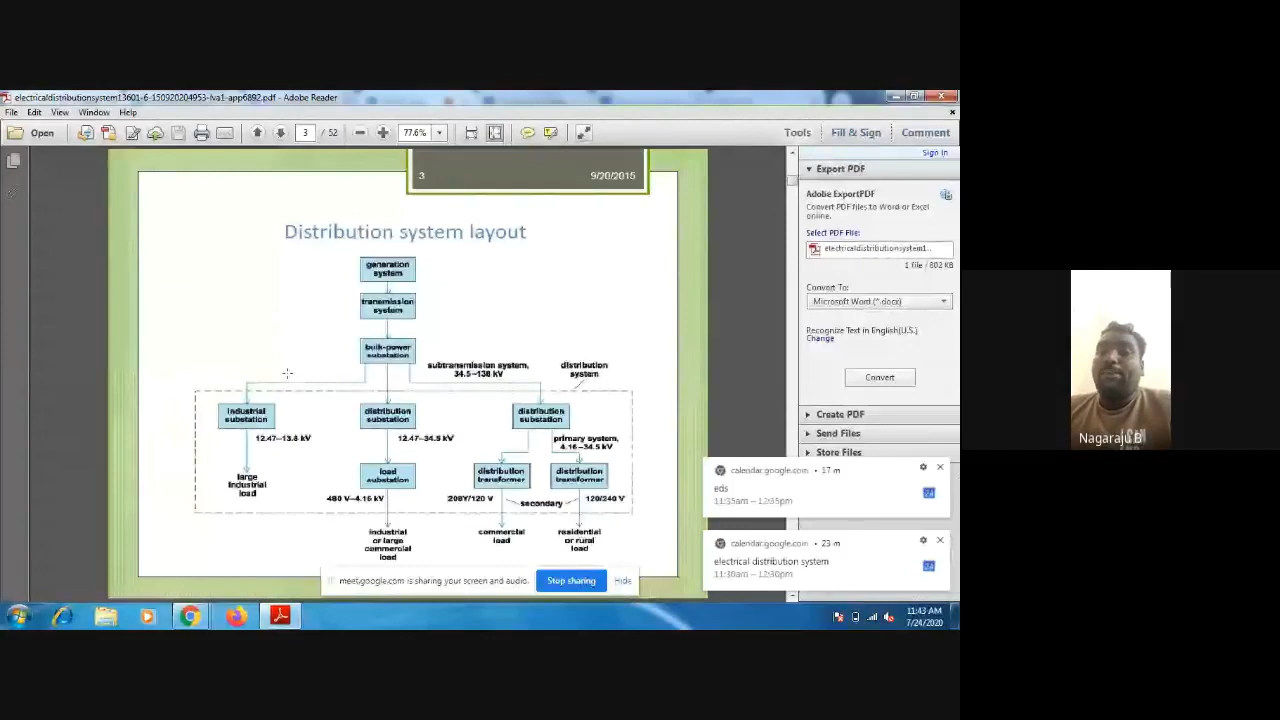 electricaldistributionsystem13601-6-150920204953-lva1-app6892.pdf - Adobe Reader
File Edit View Window Help
Open 3 / 52 77.6% Tools Fill & Sign Comment
Sign In
3 9/20/2015
Distribution system layout
generation
system
transmission
system
bulk-power
substation
subtransmission system,
34.5–138 kV
distribution
system
industrial
substation
distribution
substation
distribution
substation
12.47–13.8 kV
12.47–34.5 kV
primary system,
4.16–34.5 kV
large
industrial
load
load
substation
distribution
transformer
distribution
transformer
480 V–4.16 kV
208Y/120 V
secondary
120/240 V
industrial
or large
commercial
load
commercial
load
residential
or rural
load
Export PDF
Adobe ExportPDF
Convert PDF files to Word or Excel
online.
Select PDF File:
electricaldistributionsystem1...
1 file / 802 KB
Convert To:
Microsoft Word (*.docx)
Recognize Text in English(U.S.)
Change
Convert
Create PDF
Send Files
Store Files
calendar.google.com • 17 m
eds
11:35am – 12:35pm
calendar.google.com • 23 m
electrical distribution system
11:30am – 12:30pm
meet.google.com is sharing your screen and audio.
Stop sharing
Hide
11:43 AM
7/24/2020
Nagaraju B